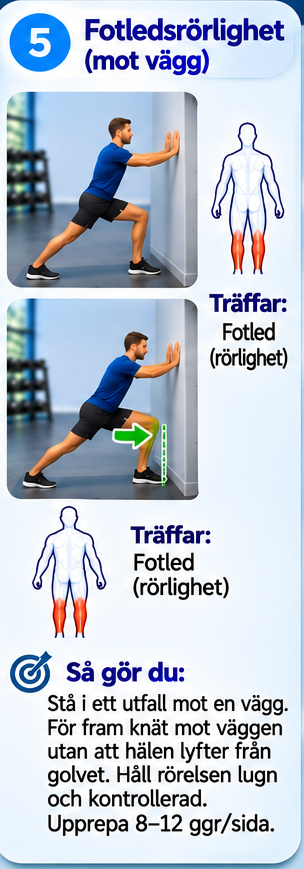 5
Fotledsrörlighet
(mot vägg)
Träffar:
Fotled
(rörlighet)
Träffar:
Fotled
(rörlighet)
Så gör du:
Stå i ett utfall mot en vägg.
För fram knät mot väggen
utan att hälen lyfter från
golvet. Håll rörelsen lugn
och kontrollerad.
Upprepa 8–12 ggr/sida.